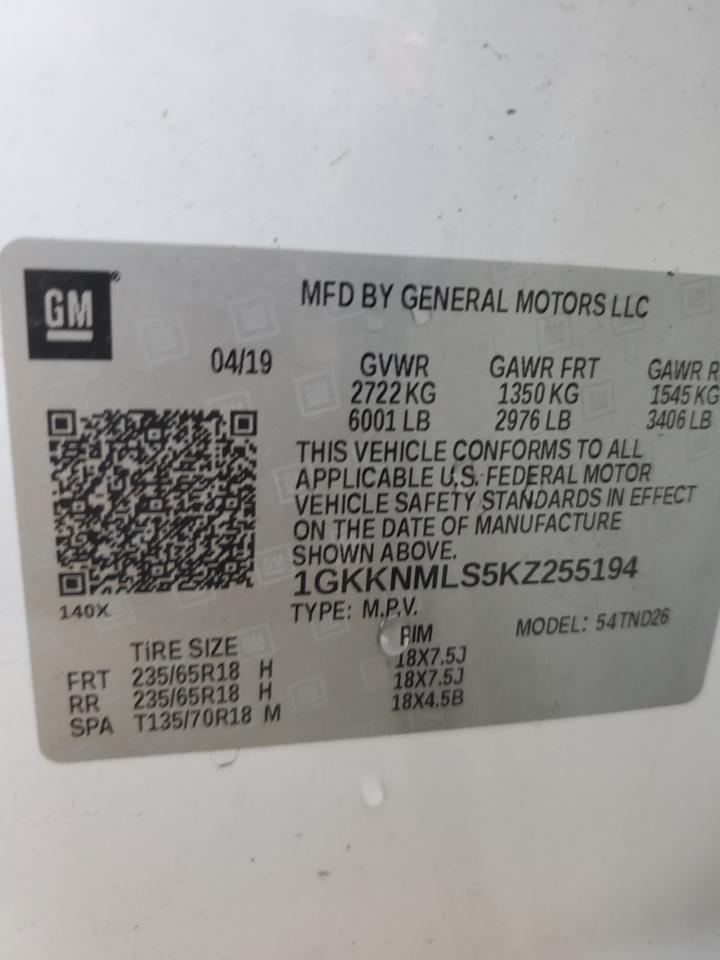 GM
MFD BY GENERAL MOTORS LLC
04/19
GVWR GAWR FRT GAWR R
2722 KG 1350 KG 1545 KG
6001 LB 2976 LB 3406 LB
THIS VEHICLE CONFORMS TO ALL
APPLICABLE U.S. FEDERAL MOTOR
VEHICLE SAFETY STANDARDS IN EFFECT
ON THE DATE OF MANUFACTURE
SHOWN ABOVE.
1GKKNMLS5KZ255194
140X
TYPE: M.P.V. MODEL: 54TND26
TIRE SIZE RIM
FRT 235/65R18 H 18X7.5J
RR 235/65R18 H 18X7.5J
SPA T135/70R18 M 18X4.5B